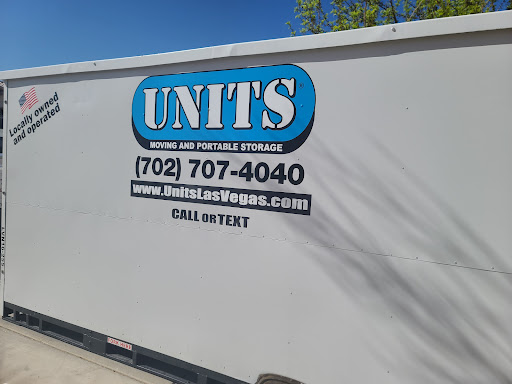 Locally owned
and operated
UNITS
MOVING AND PORTABLE STORAGE
(702) 707-4040
www.UnitsLasVegas.com
CALL OR TEXT